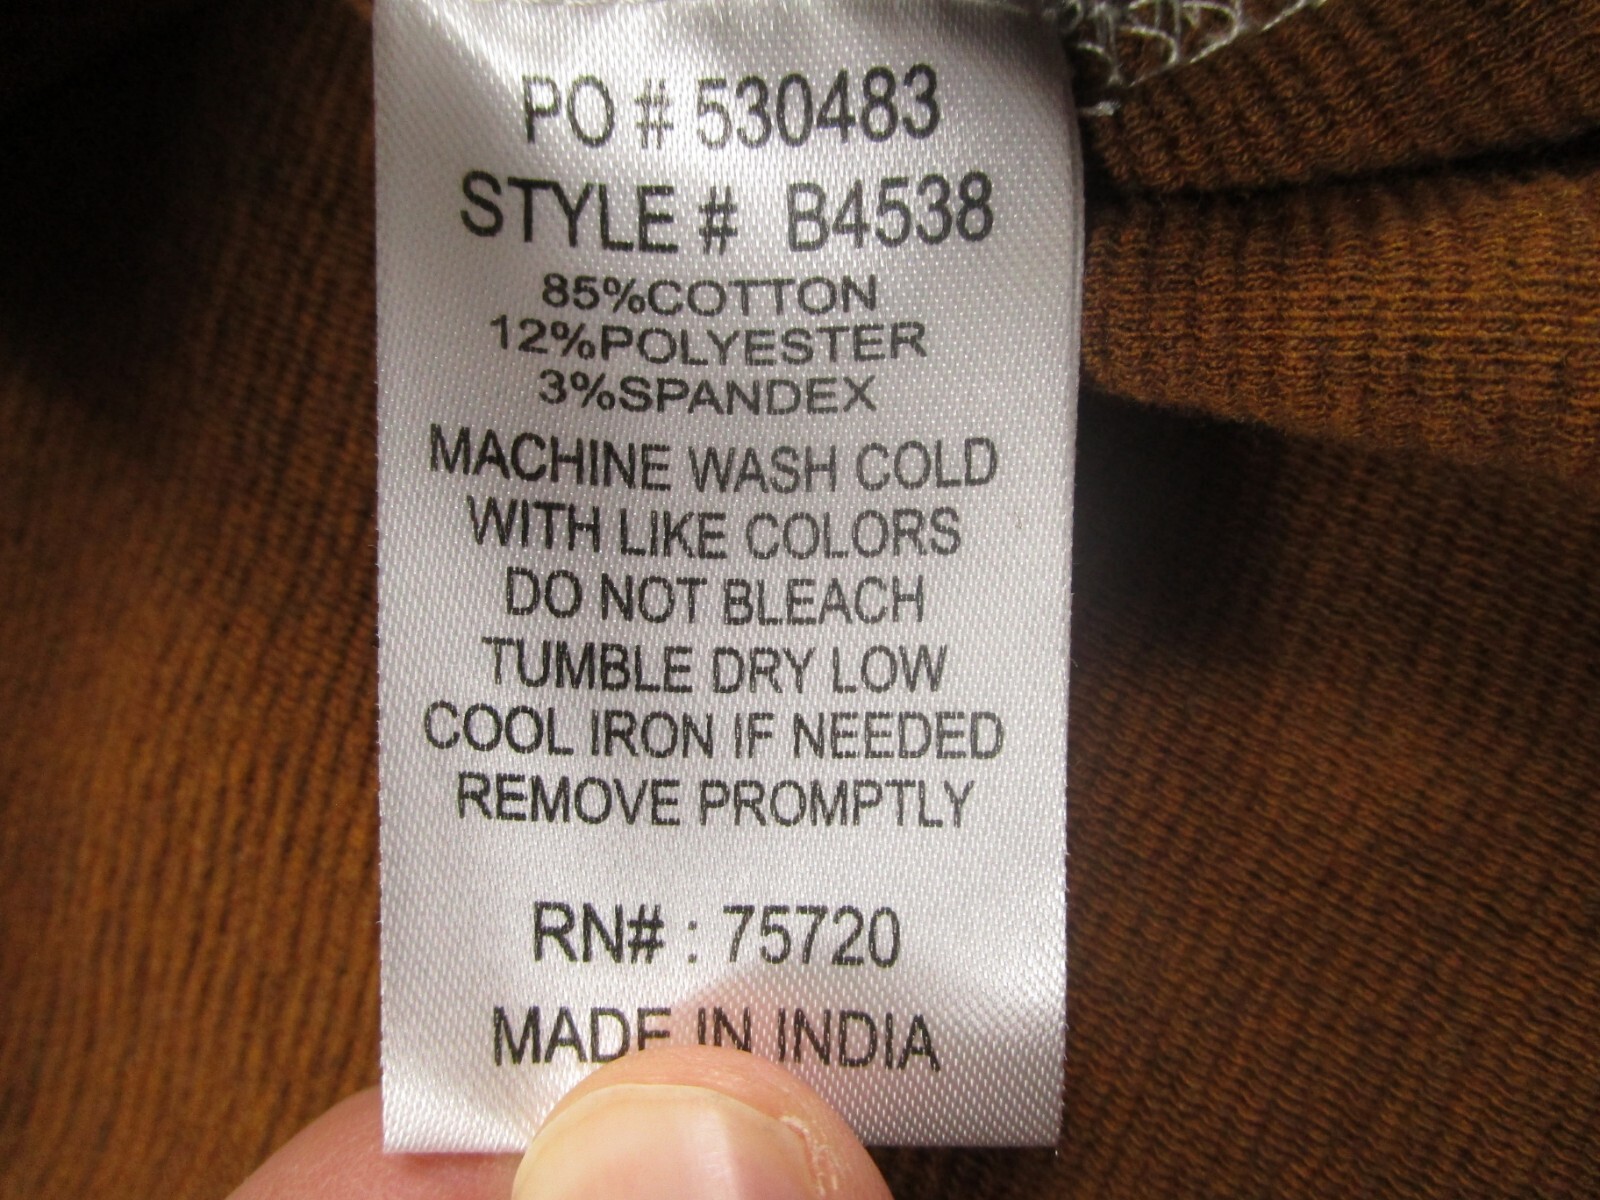 PO # 530483
STYLE # B4538
85%COTTON
12%POLYESTER
3%SPANDEX
MACHINE WASH COLD
WITH LIKE COLORS
DO NOT BLEACH
TUMBLE DRY LOW
COOL IRON IF NEEDED
REMOVE PROMPTLY
RN# : 75720
MADE IN INDIA